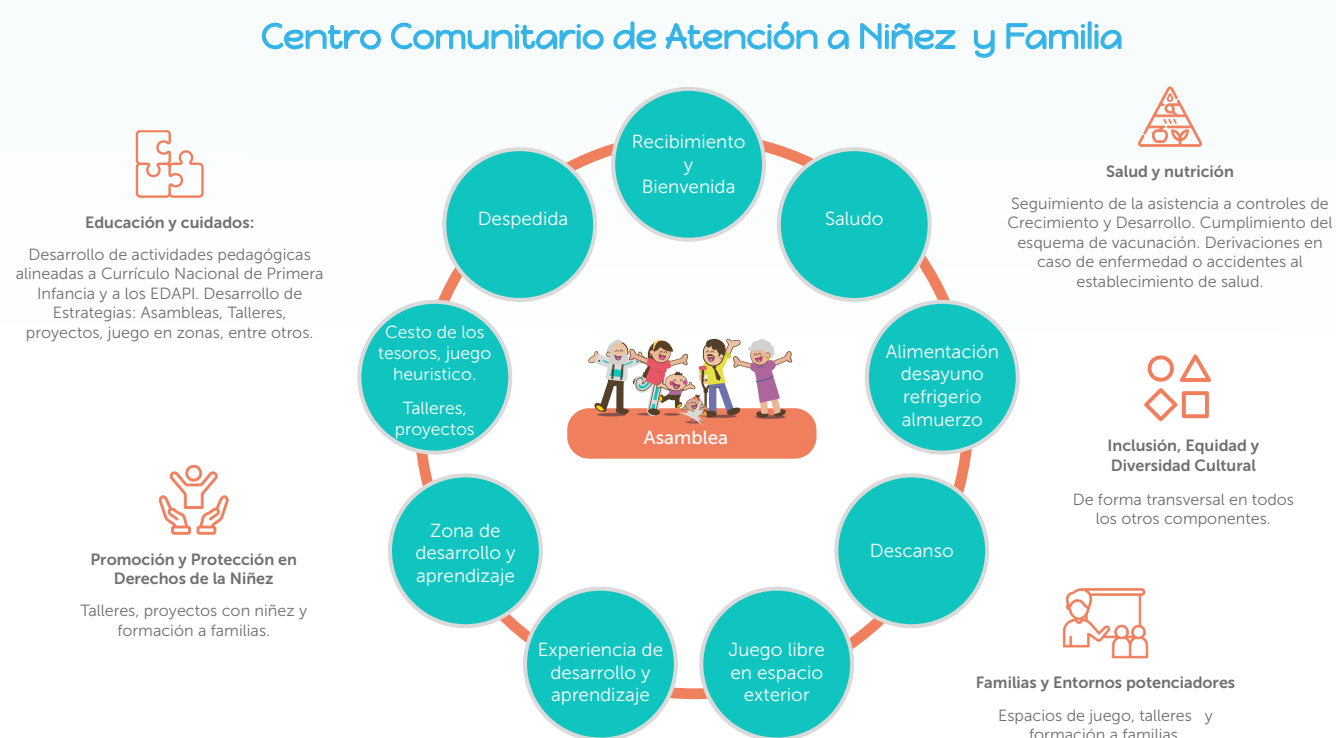 Centro Comunitario de Atención a Niñez y Familia
Educación y cuidados:
Desarrollo de actividades pedagógicas
alineadas a Currículo Nacional de Primera
Infancia y a los EDAPI. Desarrollo de
Estrategias: Asambleas, Talleres,
proyectos, juego en zonas, entre otros.
Promoción y Protección en
Derechos de la Niñez
Talleres, proyectos con niñez y
formación a familias.
Recibimiento
y
Bienvenida
Saludo
Alimentación
desayuno
refrigerio
almuerzo
Descanso
Juego libre
en espacio
exterior
Experiencia de
desarrollo y
aprendizaje
Zona de
desarrollo y
aprendizaje
Cesto de los
tesoros, juego
heuristico.
Talleres,
proyectos
Despedida
Asamblea
Salud y nutrición
Seguimiento de la asistencia a controles de
Crecimiento y Desarrollo. Cumplimiento del
esquema de vacunación. Derivaciones en
caso de enfermedad o accidentes al
establecimiento de salud.
Inclusión, Equidad y
Diversidad Cultural
De forma transversal en todos
los otros componentes.
Familias y Entornos potenciadores
Espacios de juego, talleres y
formación a familias